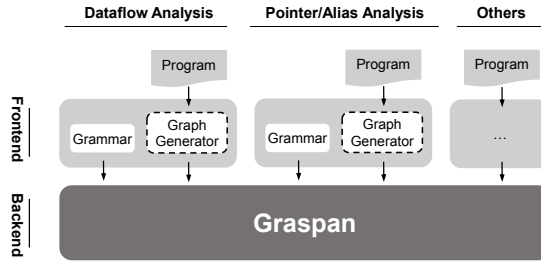 Dataflow Analysis
Pointer/Alias Analysis
Others
Program
Program
Program
Frontend
Grammar
Graph
Generator
Grammar
Graph
Generator
...
Backend
Graspan